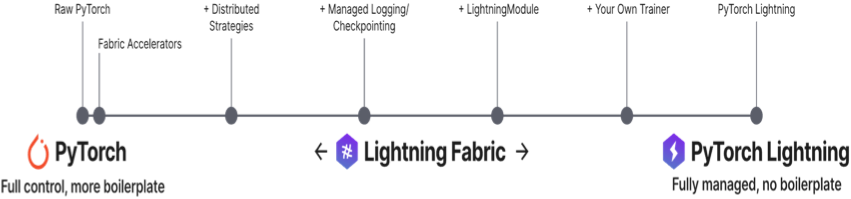 Raw PyTorch
Fabric Accelerators
+ Distributed
Strategies
+ Managed Logging/
Checkpointing
+ LightningModule
+ Your Own Trainer
PyTorch Lightning
PyTorch
Full control, more boilerplate
← # Lightning Fabric →
PyTorch Lightning
Fully managed, no boilerplate